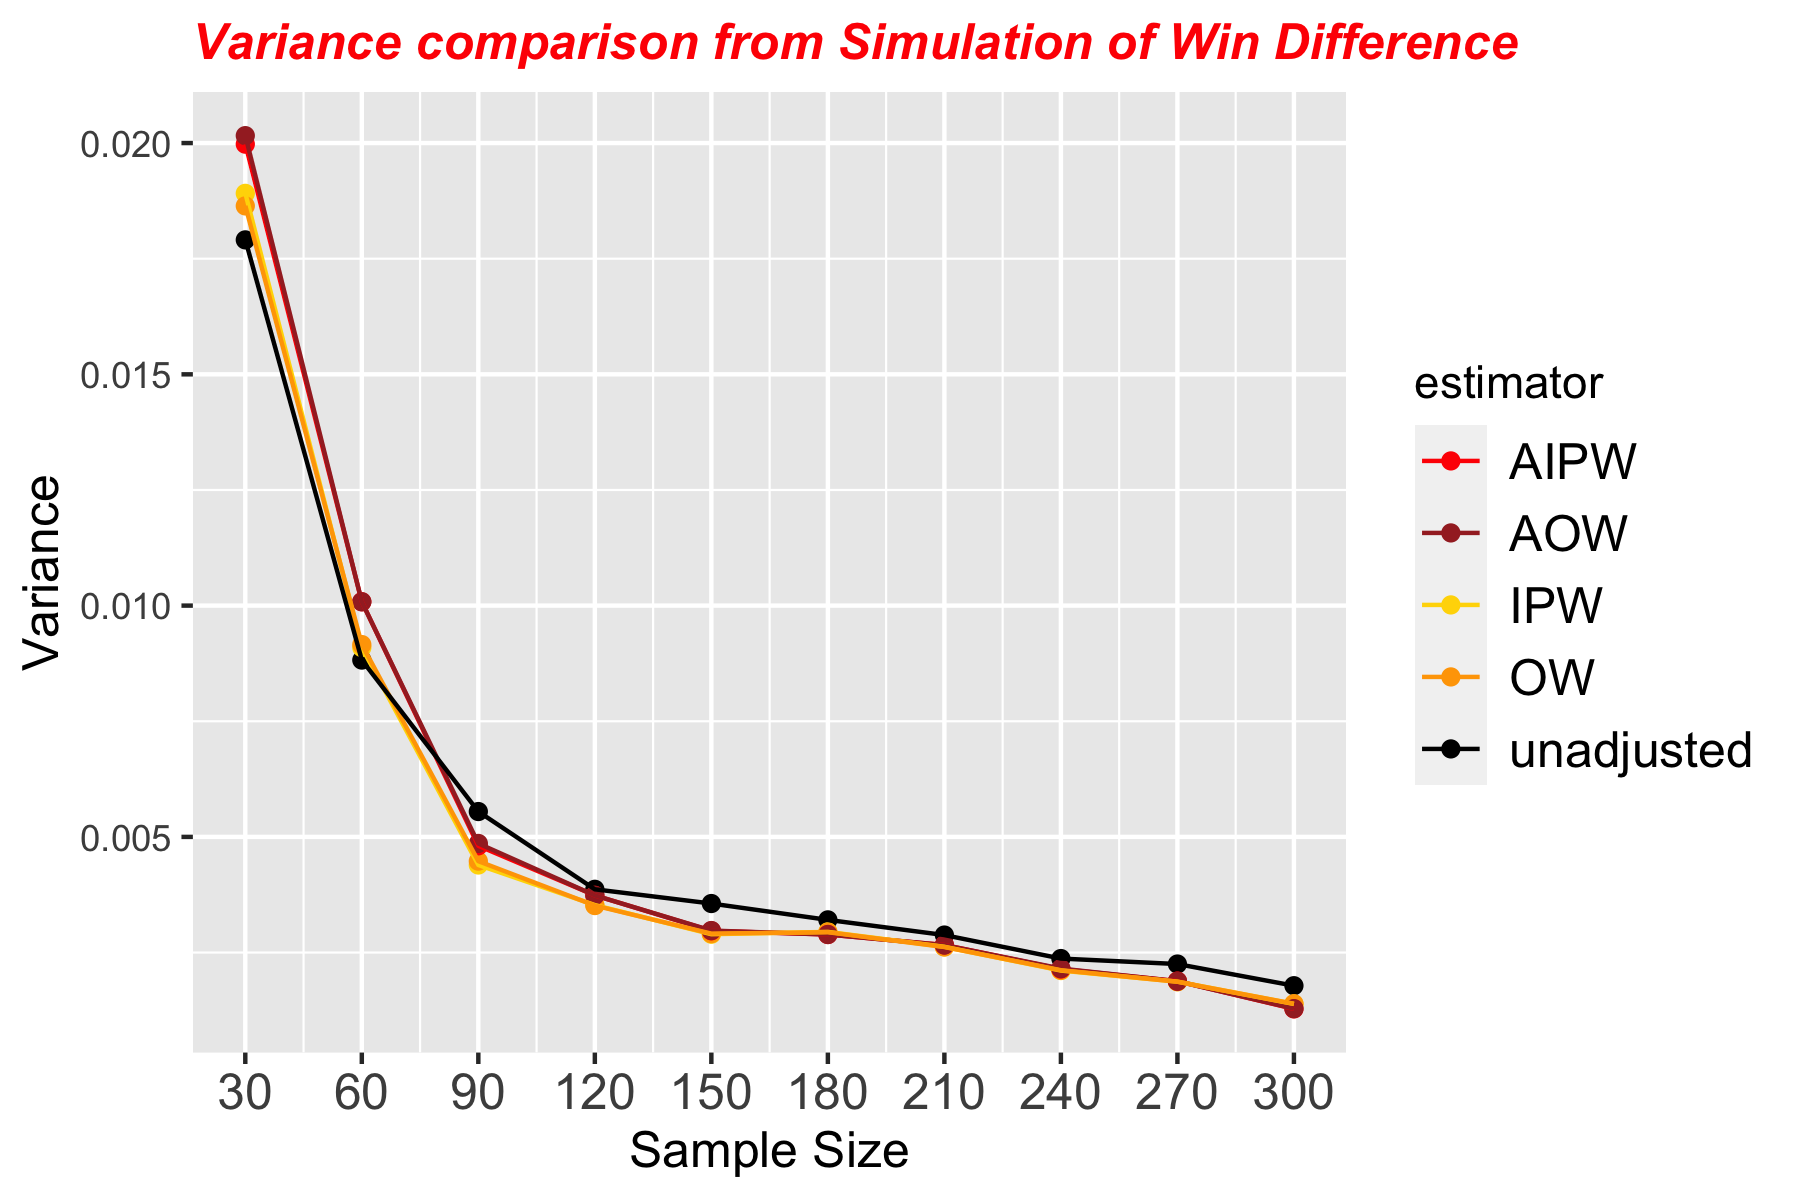 Variance comparison from Simulation of Win Difference
Variance
0.020
0.015
0.010
0.005
30 60 90 120 150 180 210 240 270 300
Sample Size
estimator
AIPW
AOW
IPW
OW
unadjusted